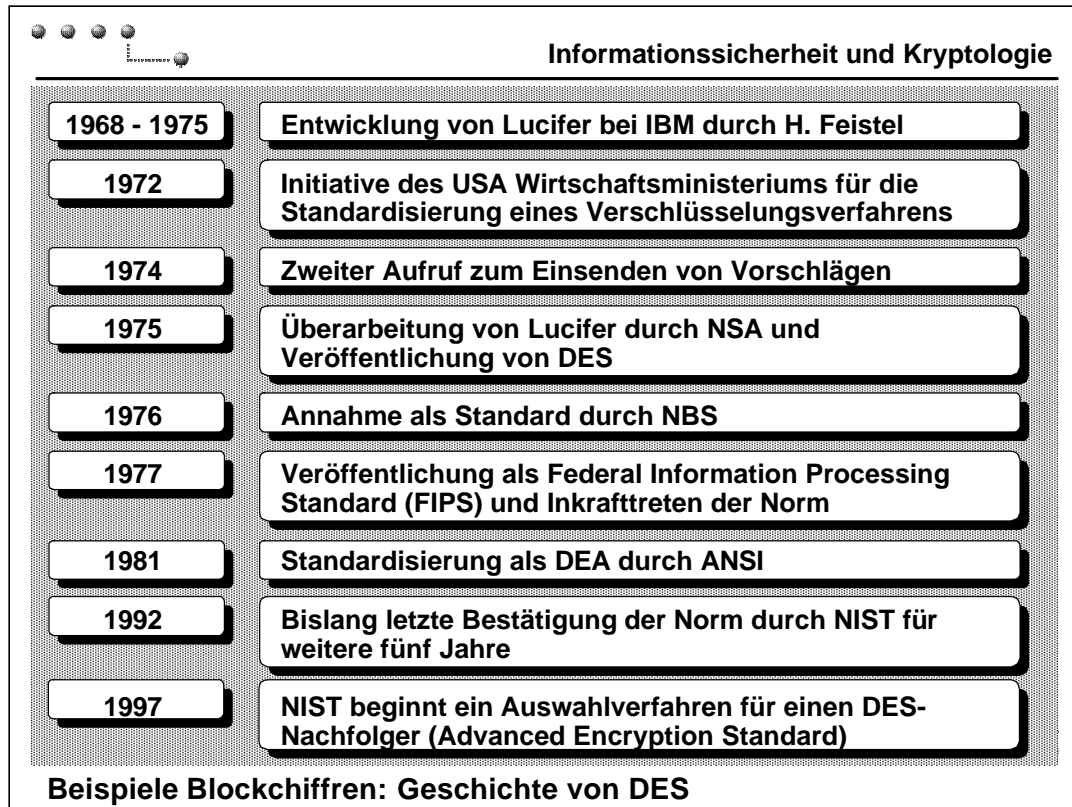 Informationssicherheit und Kryptologie
1968 - 1975
Entwicklung von Lucifer bei IBM durch H. Feistel
1972
Initiative des USA Wirtschaftsministeriums für die
Standardisierung eines Verschlüsselungsverfahrens
1974
Zweiter Aufruf zum Einsenden von Vorschlägen
1975
Überarbeitung von Lucifer durch NSA und
Veröffentlichung von DES
1976
Annahme als Standard durch NBS
1977
Veröffentlichung als Federal Information Processing
Standard (FIPS) und Inkrafttreten der Norm
1981
Standardisierung als DEA durch ANSI
1992
Bislang letzte Bestätigung der Norm durch NIST für
weitere fünf Jahre
1997
NIST beginnt ein Auswahlverfahren für einen DES-
Nachfolger (Advanced Encryption Standard)
Beispiele Blockchiffren: Geschichte von DES